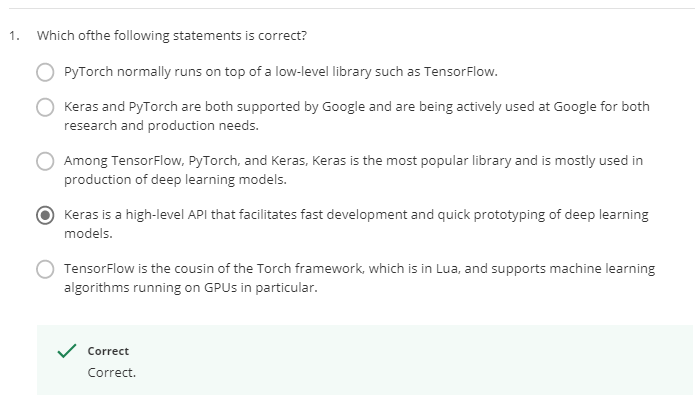 1. Which ofthe following statements is correct?
PyTorch normally runs on top of a low-level library such as TensorFlow.
Keras and PyTorch are both supported by Google and are being actively used at Google for both
research and production needs.
Among TensorFlow, PyTorch, and Keras, Keras is the most popular library and is mostly used in
production of deep learning models.
Keras is a high-level API that facilitates fast development and quick prototyping of deep learning
models.
TensorFlow is the cousin of the Torch framework, which is in Lua, and supports machine learning
algorithms running on GPUs in particular.
Correct
Correct.